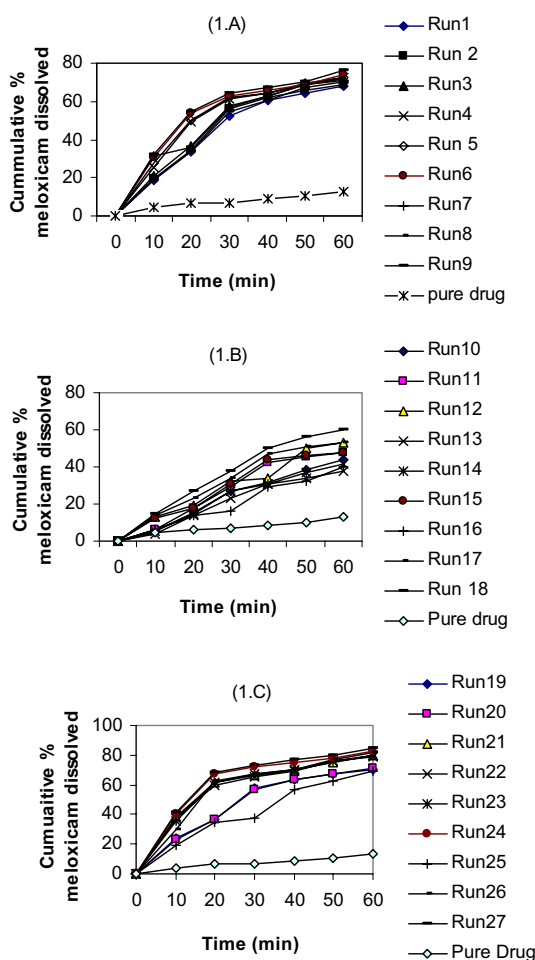 (1.A)
Cummulative %
meloxicam dissolved
80
60
40
20
0
0 10 20 30 40 50 60
Time (min)
Run1
Run 2
Run3
Run4
Run 5
Run6
Run7
Run8
Run9
pure drug
(1.B)
Cummulative %
meloxicam dissolved
80
60
40
20
0
0 10 20 30 40 50 60
Time (min)
Run10
Run11
Run12
Run13
Run14
Run15
Run16
Run17
Run 18
Pure drug
(1.C)
Cumuaitive %
meloxicam dissolved
100
80
60
40
20
0
0 10 20 30 40 50 60
Time (min)
Run19
Run20
Run21
Run22
Run23
Run24
Run25
Run26
Run27
Pure Drug